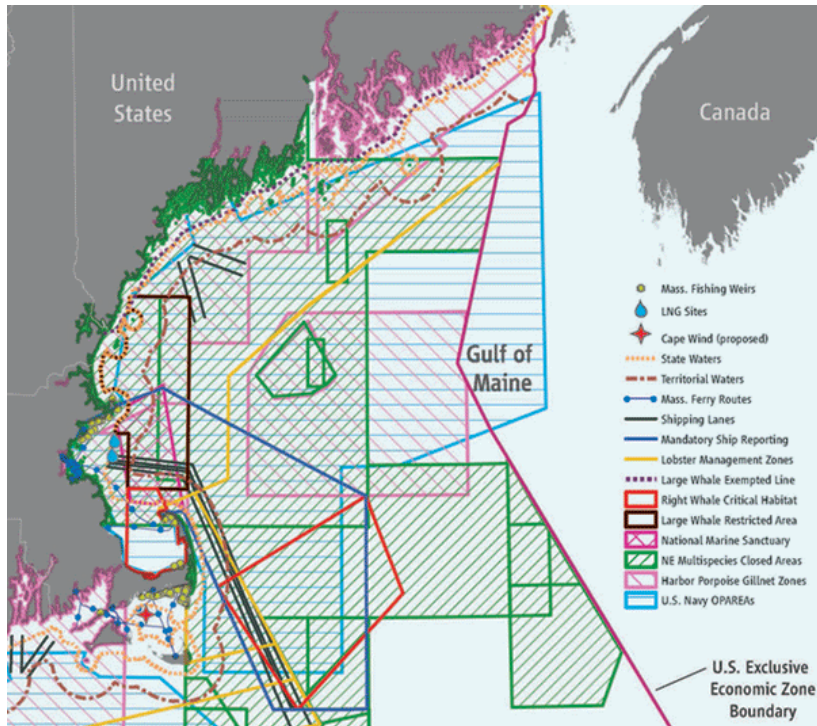 United
States
Canada
Gulf of
Maine
Mass. Fishing Weirs
LNG Sites
Cape Wind (proposed)
State Waters
Territorial Waters
Mass. Ferry Routes
Shipping Lanes
Mandatory Ship Reporting
Lobster Management Zones
Large Whale Exempted Line
Right Whale Critical Habitat
Large Whale Restricted Area
National Marine Sanctuary
NE Multispecies Closed Areas
Harbor Porpoise Gillnet Zones
U.S. Navy OPAREAs
U.S. Exclusive
Economic Zone
Boundary